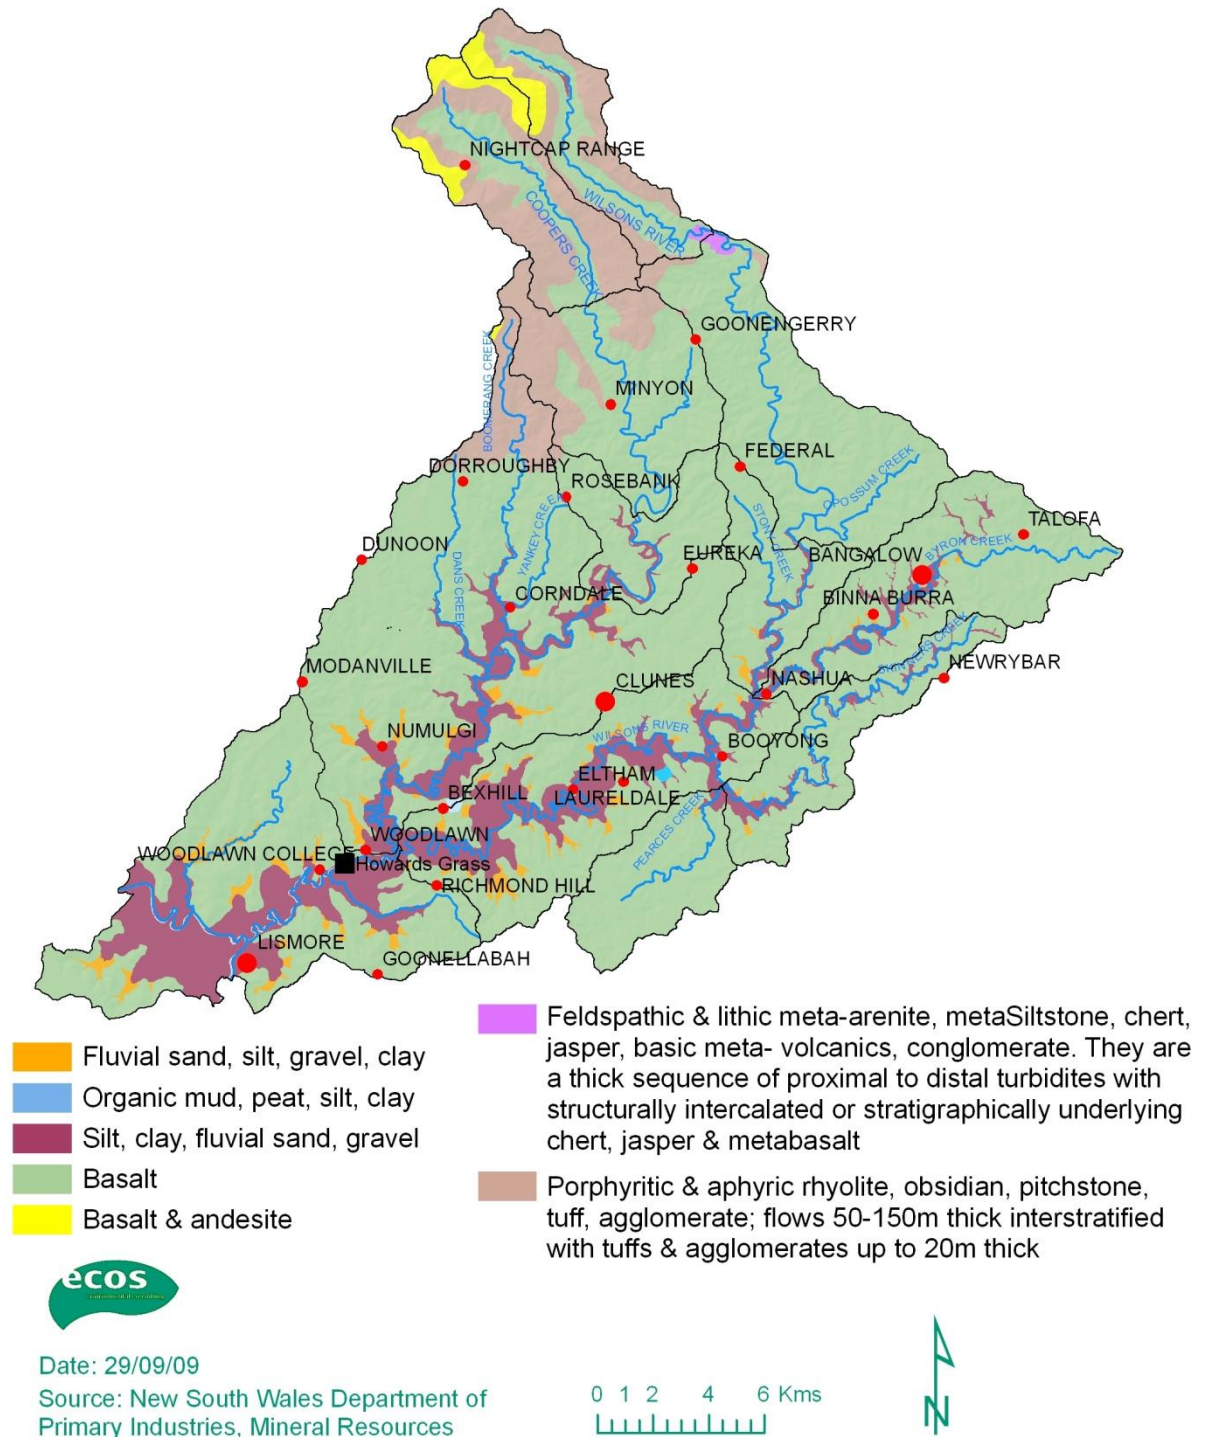 NIGHTCAP RANGE
WILSONS RIVER
COOPERS CREEK
GOONENGERRY
BOOMERANG CREEK
MINYON
FEDERAL
DORROUGHBY
ROSEBANK
OPOSSUM CREEK
TALOFA
STONY CREEK
YANKEY CREEK
DUNOON
EUREKA
BANGALOW
BYRON CREEK
DANS CREEK
CORNDALE
BINNA BURRA
SKINNERS CREEK
MODANVILLE
CLUNES
NASHUA
NEWRYBAR
NUMULGI
WILSONS RIVER
BOOYONG
ELTHAM
BEXHILL
LAURELDALE
PEARCES CREEK
WOODLAWN
WOODLAWN COLLEGE
Howards Grass
RICHMOND HILL
LISMORE
GOONELLABAH
Fluvial sand, silt, gravel, clay
Organic mud, peat, silt, clay
Silt, clay, fluvial sand, gravel
Basalt
Basalt & andesite
Feldspathic & lithic meta-arenite, metaSiltstone, chert,
jasper, basic meta- volcanics, conglomerate. They are
a thick sequence of proximal to distal turbidites with
structurally intercalated or stratigraphically underlying
chert, jasper & metabasalt
Porphyritic & aphyric rhyolite, obsidian, pitchstone,
tuff, agglomerate; flows 50-150m thick interstratified
with tuffs & agglomerates up to 20m thick
ecos
Date: 29/09/09
Source: New South Wales Department of
Primary Industries, Mineral Resources
0 1 2 4 6 Kms
N